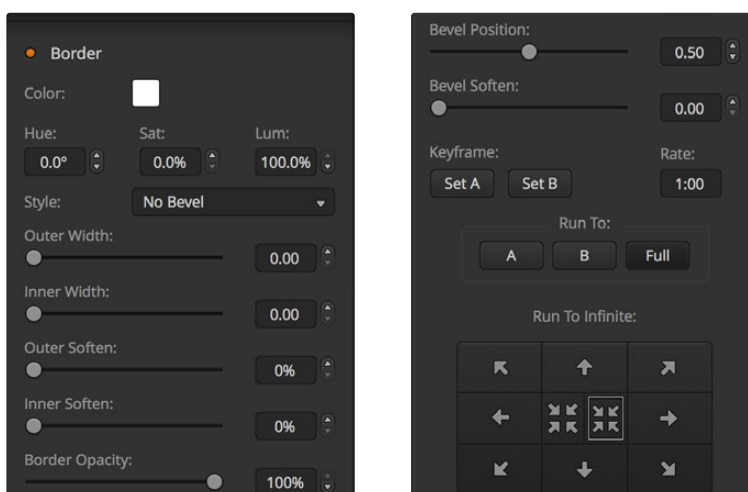 Border
Color:
Hue: Sat: Lum:
0.0° 0.0% 100.0%
Style: No Bevel
Outer Width:
0.00
Inner Width:
0.00
Outer Soften:
0%
Inner Soften:
0%
Border Opacity:
100%
Bevel Position:
0.50
Bevel Soften:
0.00
Keyframe: Rate:
Set A Set B 1:00
Run To:
A B Full
Run To Infinite: